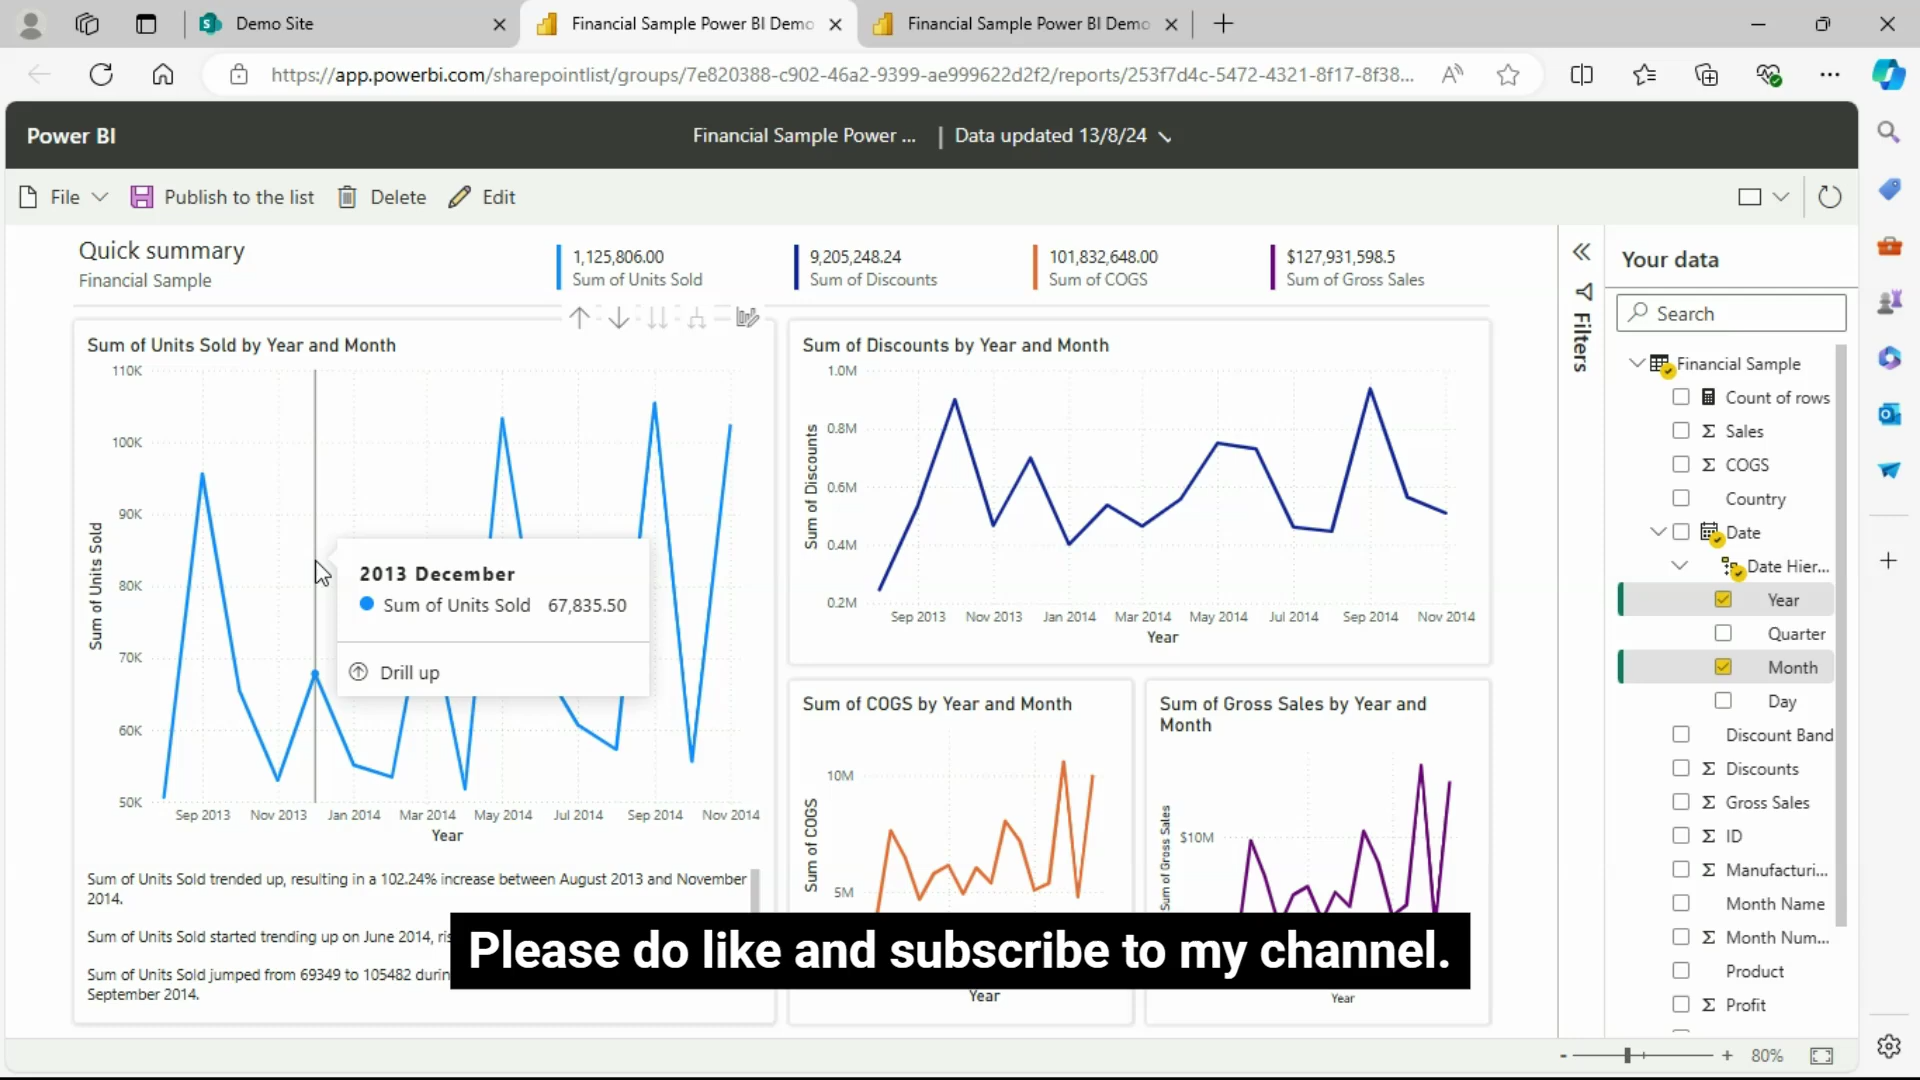 Demo Site
Financial Sample Power BI Demo
Financial Sample Power BI Demo
https://app.powerbi.com/sharepointlist/groups/7e820388-c902-46a2-9399-ae999622d2f2/reports/253f7d4c-5472-4321-8f17-8f38...
Power BI
Financial Sample Power ... | Data updated 13/8/24
File
Publish to the list
Delete
Edit
Quick summary
Financial Sample
1,125,806.00
Sum of Units Sold
9,205,248.24
Sum of Discounts
101,832,648.00
Sum of COGS
$127,931,598.5
Sum of Gross Sales
Sum of Units Sold by Year and Month
110K
100K
90K
80K
70K
60K
50K
Sum of Units Sold
Sep 2013
Nov 2013
Jan 2014
Mar 2014
May 2014
Jul 2014
Sep 2014
Nov 2014
Year
2013 December
Sum of Units Sold 67,835.50
Drill up
Sum of Units Sold trended up, resulting in a 102.24% increase between August 2013 and November
2014.
Sum of Units Sold started trending up on June 2014, ris
Sum of Units Sold jumped from 69349 to 105482 durin
September 2014.
Sum of Discounts by Year and Month
1.0M
0.8M
0.6M
0.4M
0.2M
Sum of Discounts
Sep 2013
Nov 2013
Jan 2014
Mar 2014
May 2014
Jul 2014
Sep 2014
Nov 2014
Year
Sum of COGS by Year and Month
10M
5M
Sum of COGS
Year
Sum of Gross Sales by Year and
Month
$10M
Sum of Gross Sales
Year
Please do like and subscribe to my channel.
Filters
Your data
Search
Financial Sample
Count of rows
Σ Sales
Σ COGS
Country
Date
Date Hier...
Year
Quarter
Month
Day
Discount Band
Σ Discounts
Σ Gross Sales
Σ ID
Σ Manufacturi...
Month Name
Σ Month Num...
Product
Σ Profit
- + 80%